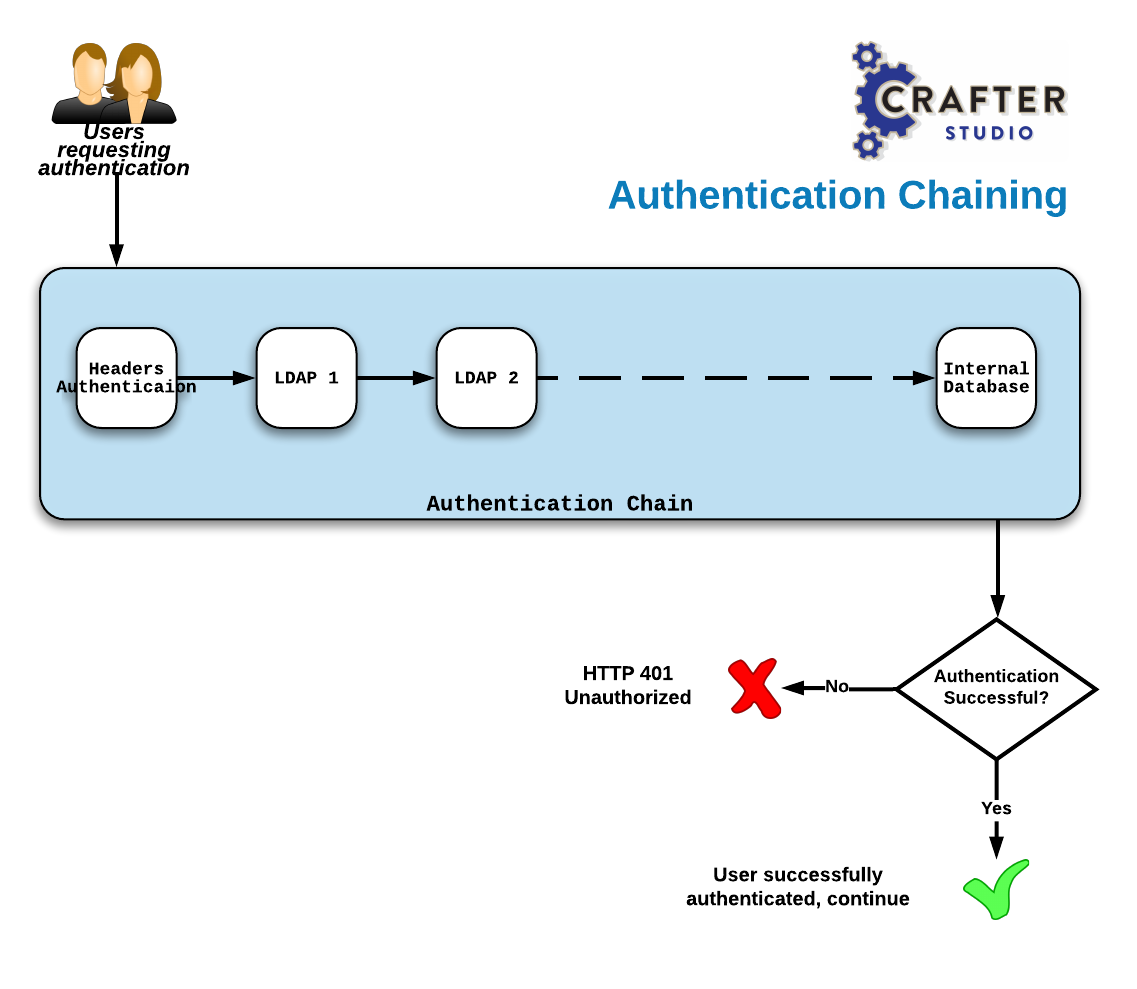 Users
requesting
authentication
CRAFTER
STUDIO
Authentication Chaining
Headers
Authenticaion
LDAP 1
LDAP 2
Internal
Database
Authentication Chain
Authentication
Successful?
No
HTTP 401
Unauthorized
Yes
User successfully
authenticated, continue